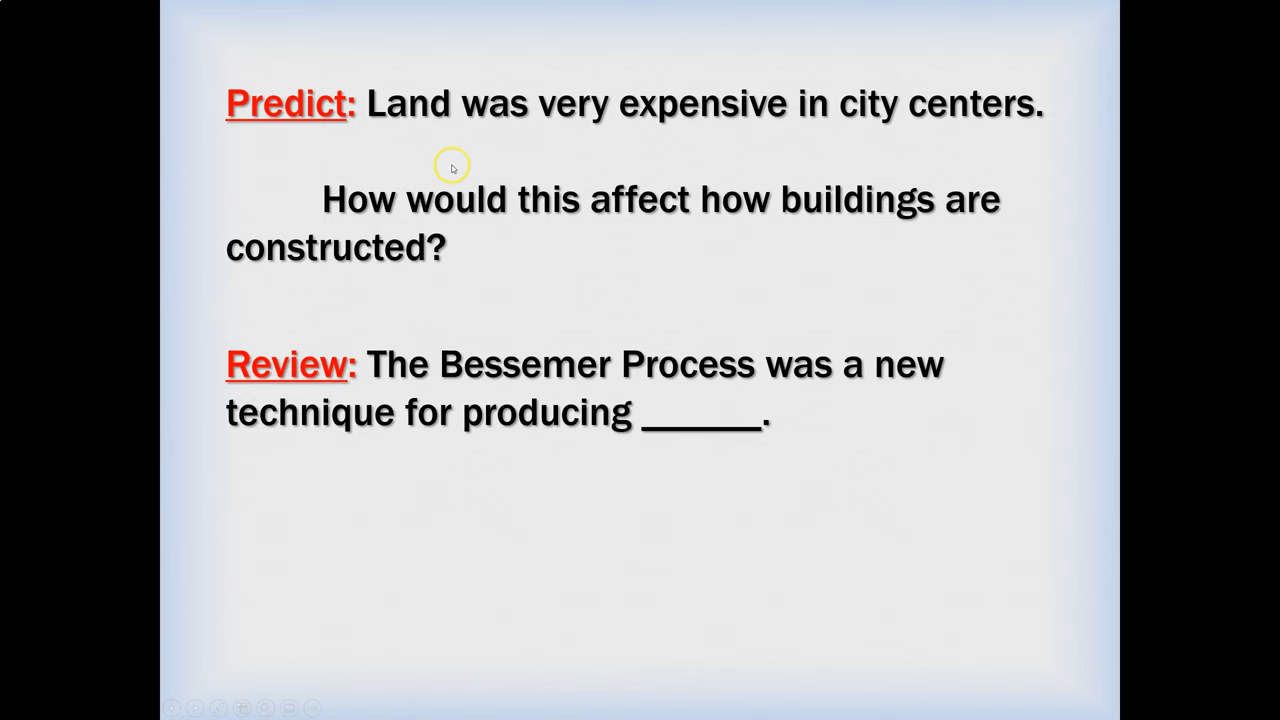 Predict: Land was very expensive in city centers.
How would this affect how buildings are
constructed?
Review: The Bessemer Process was a new
technique for producing ______.